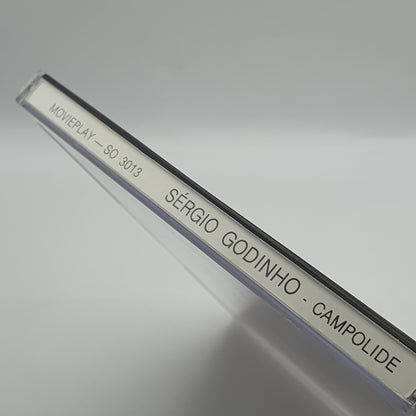 MOVIEPLAY — SO 3013 SÉRGIO GODINHO - CAMPOLIDE